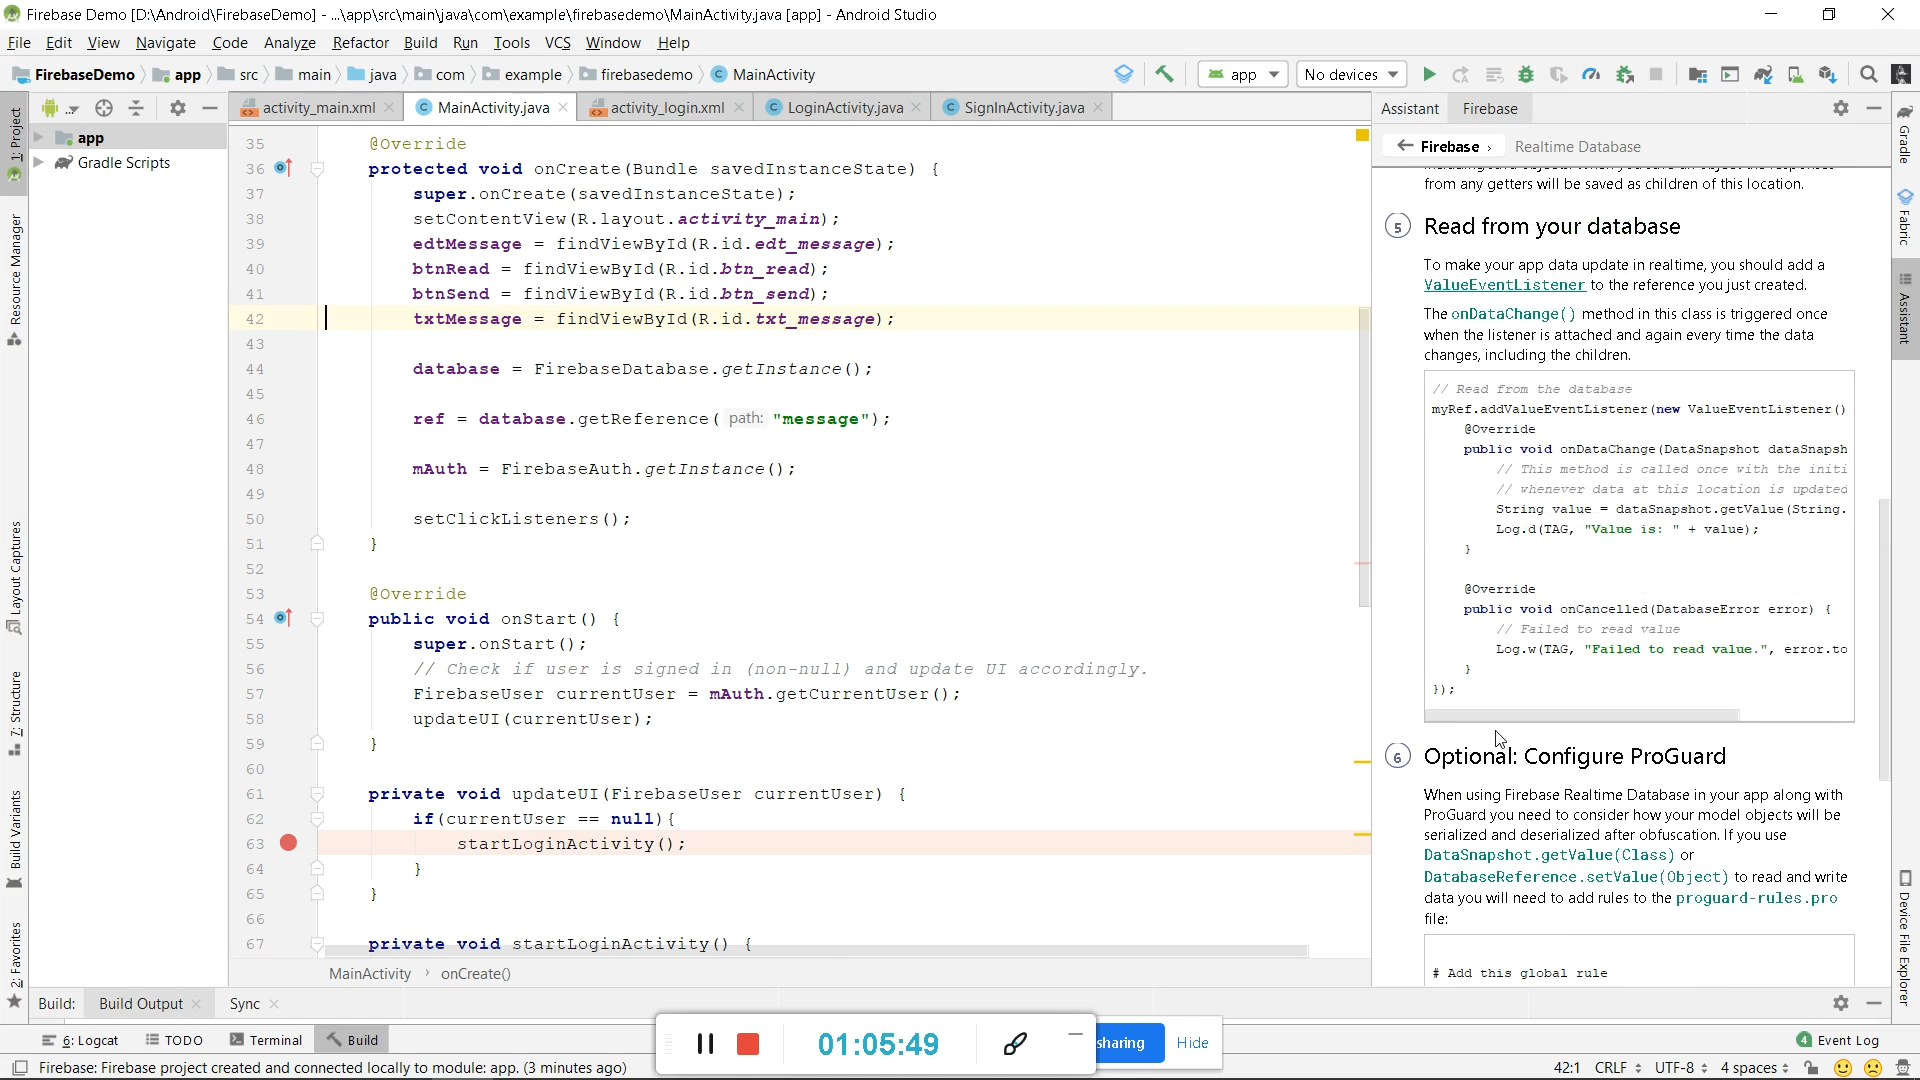 Firebase Demo [D:\Android\FirebaseDemo] - ...\app\src\main\java\com\example\firebasedemo\MainActivity.java [app] - Android Studio
File Edit View Navigate Code Analyze Refactor Build Run Tools VCS Window Help
FirebaseDemo app src main java com example firebasedemo MainActivity
app No devices
activity_main.xml MainActivity.java activity_login.xml LoginActivity.java SignInActivity.java
Assistant Firebase
1: Project
Resource Manager
Layout Captures
7: Structure
Build Variants
2: Favorites
app
Gradle Scripts
35 @Override
36 protected void onCreate(Bundle savedInstanceState) {
37 super.onCreate(savedInstanceState);
38 setContentView(R.layout.activity_main);
39 edtMessage = findViewById(R.id.edt_message);
40 btnRead = findViewById(R.id.btn_read);
41 btnSend = findViewById(R.id.btn_send);
42 txtMessage = findViewById(R.id.txt_message);
43
44 database = FirebaseDatabase.getInstance();
45
46 ref = database.getReference( path: "message");
47
48 mAuth = FirebaseAuth.getInstance();
49
50 setClickListeners();
51 }
52
53 @Override
54 public void onStart() {
55 super.onStart();
56 // Check if user is signed in (non-null) and update UI accordingly.
57 FirebaseUser currentUser = mAuth.getCurrentUser();
58 updateUI(currentUser);
59 }
60
61 private void updateUI(FirebaseUser currentUser) {
62 if(currentUser == null){
63 startLoginActivity();
64 }
65 }
66
67 private void startLoginActivity() {
MainActivity › onCreate()
← Firebase › Realtime Database
from any getters will be saved as children of this location.
5 Read from your database
To make your app data update in realtime, you should add a
ValueEventListener to the reference you just created.
The onDataChange() method in this class is triggered once
when the listener is attached and again every time the data
changes, including the children.
// Read from the database
myRef.addValueEventListener(new ValueEventListener()
@Override
public void onDataChange(DataSnapshot dataSnapsh
// This method is called once with the initi
// whenever data at this location is updated
String value = dataSnapshot.getValue(String.
Log.d(TAG, "Value is: " + value);
}
@Override
public void onCancelled(DatabaseError error) {
// Failed to read value
Log.w(TAG, "Failed to read value.", error.to
}
});
6 Optional: Configure ProGuard
When using Firebase Realtime Database in your app along with
ProGuard you need to consider how your model objects will be
serialized and deserialized after obfuscation. If you use
DataSnapshot.getValue(Class) or
DatabaseReference.setValue(Object) to read and write
data you will need to add rules to the proguard-rules.pro
file:
# Add this global rule
Gradle
Fabric
Assistant
Device File Explorer
Build: Build Output Sync
6: Logcat TODO Terminal Build
01:05:49
sharing Hide
4 Event Log
Firebase: Firebase project created and connected locally to module: app. (3 minutes ago)
42:1 CRLF UTF-8 4 spaces